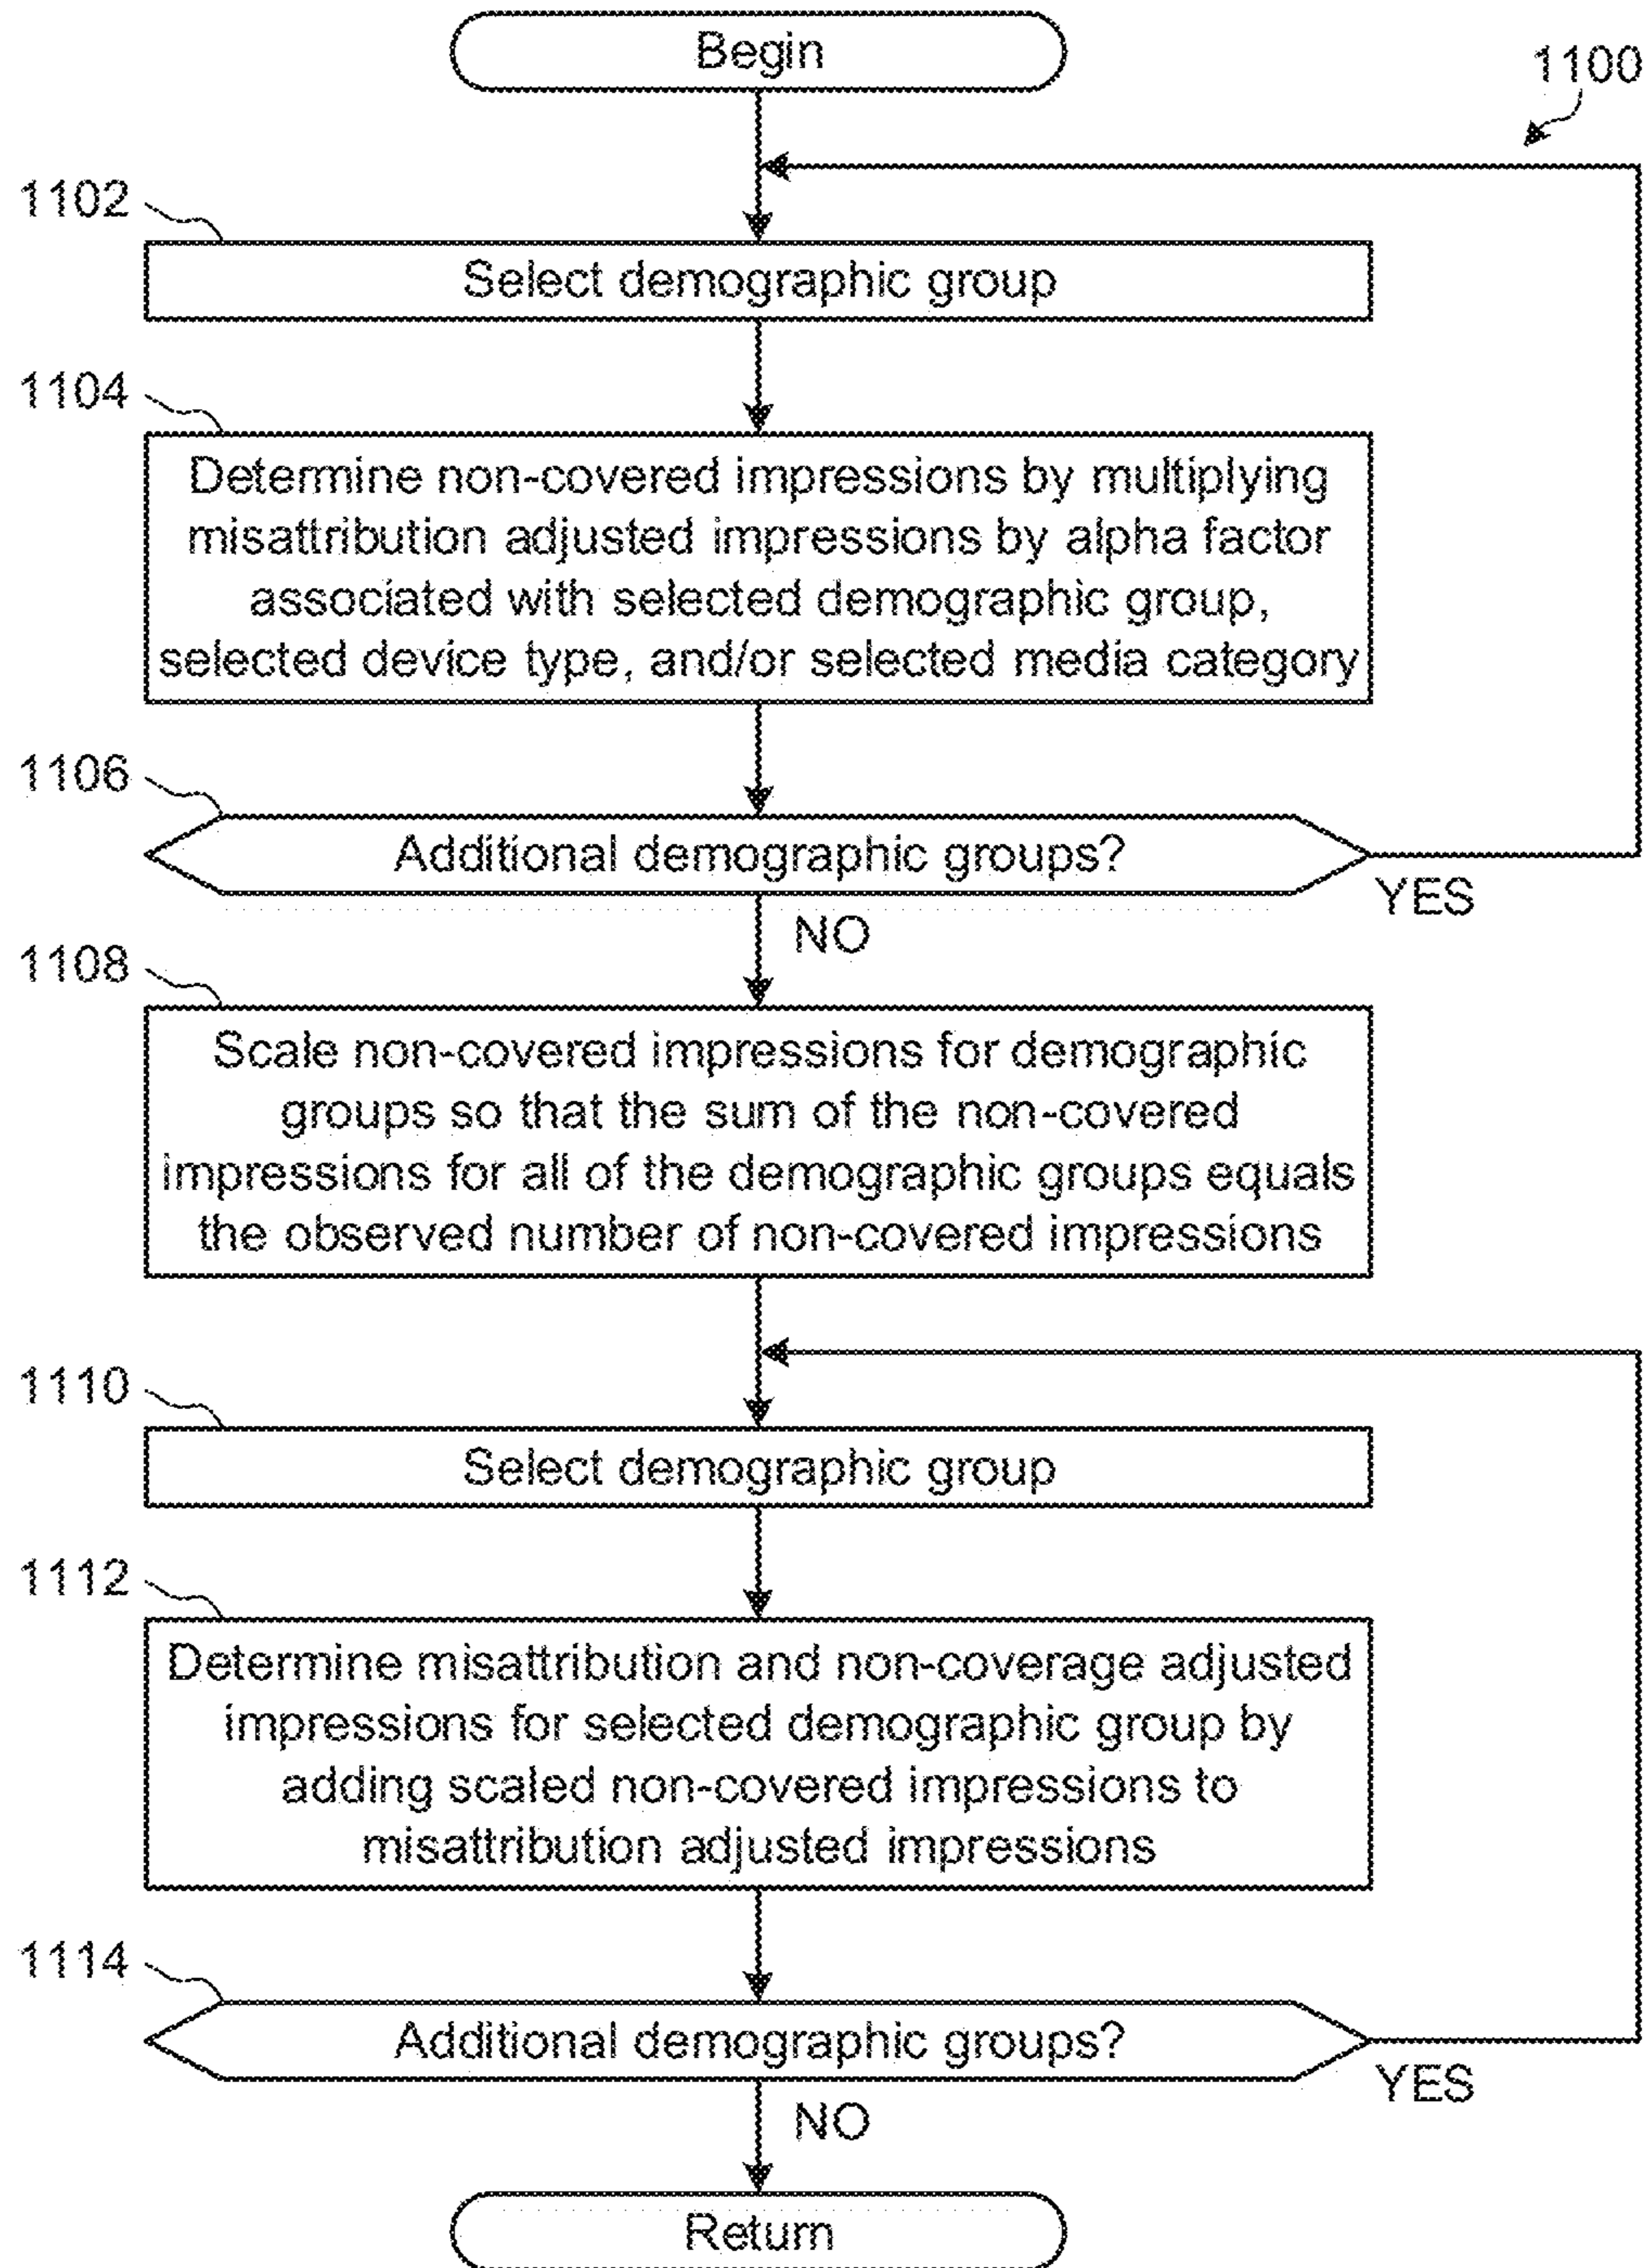 Begin
1100
1102
Select demographic group
1104
Determine non-covered impressions by multiplying
misattribution adjusted impressions by alpha factor
associated with selected demographic group,
selected device type, and/or selected media category
1106
Additional demographic groups?
YES
NO
1108
Scale non-covered impressions for demographic
groups so that the sum of the non-covered
impressions for all of the demographic groups equals
the observed number of non-covered impressions
1110
Select demographic group
1112
Determine misattribution and non-coverage adjusted
impressions for selected demographic group by
adding scaled non-covered impressions to
misattribution adjusted impressions
1114
Additional demographic groups?
YES
NO
Return